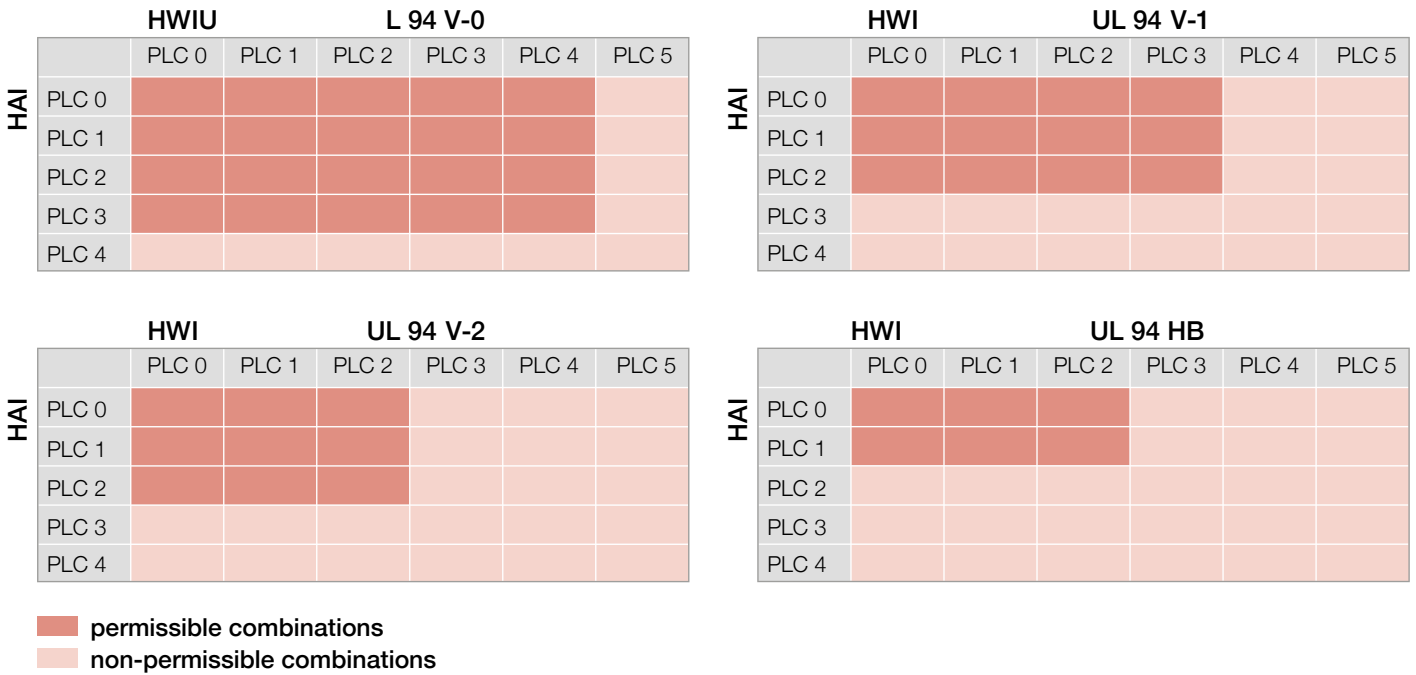 HWIU L 94 V-0
PLC 0 PLC 1 PLC 2 PLC 3 PLC 4 PLC 5
HAI
PLC 0
PLC 1
PLC 2
PLC 3
PLC 4
HWI UL 94 V-1
PLC 0 PLC 1 PLC 2 PLC 3 PLC 4 PLC 5
HAI
PLC 0
PLC 1
PLC 2
PLC 3
PLC 4
HWI UL 94 V-2
PLC 0 PLC 1 PLC 2 PLC 3 PLC 4 PLC 5
HAI
PLC 0
PLC 1
PLC 2
PLC 3
PLC 4
HWI UL 94 HB
PLC 0 PLC 1 PLC 2 PLC 3 PLC 4 PLC 5
HAI
PLC 0
PLC 1
PLC 2
PLC 3
PLC 4
permissible combinations
non-permissible combinations